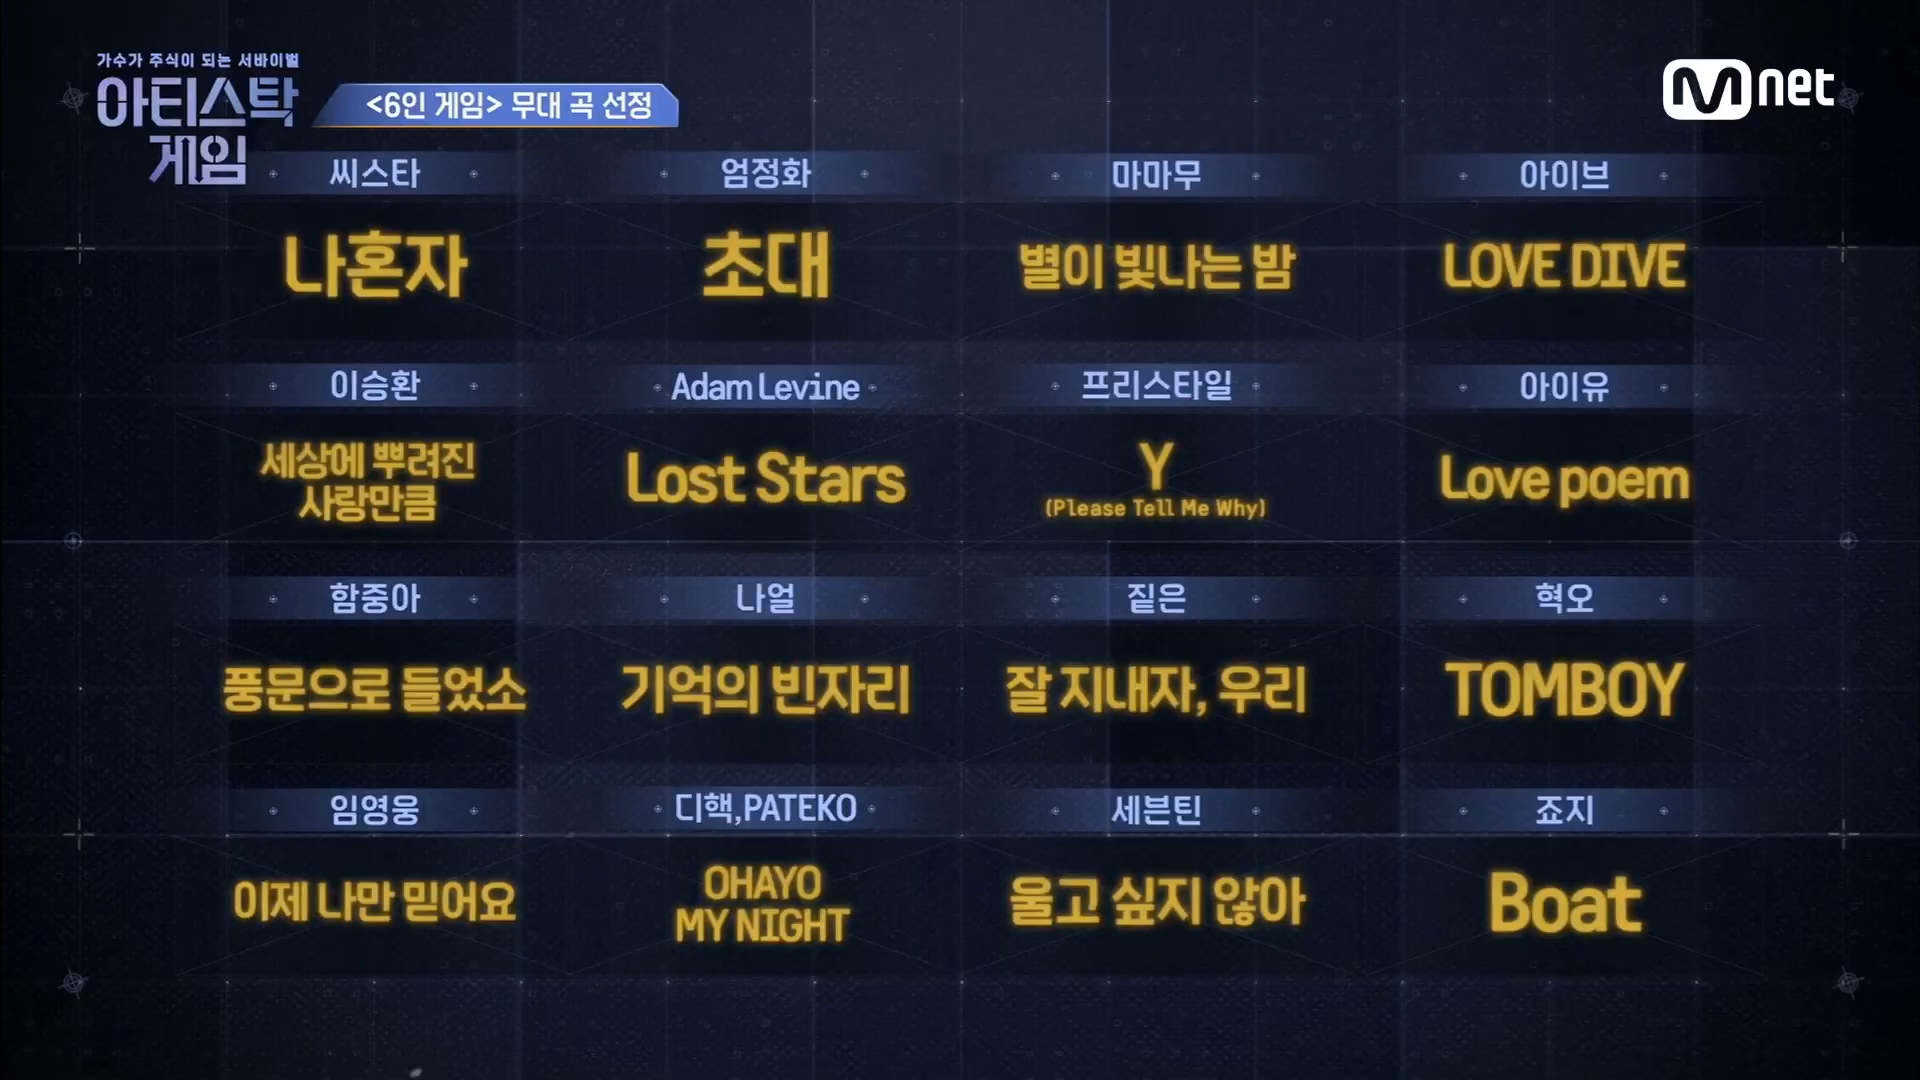 가수가 주식이 되는 서바이벌
아티스탁
게임
<6인 게임> 무대 곡 선정
Mnet
씨스타
나혼자
엄정화
초대
마마무
별이 빛나는 밤
아이브
LOVE DIVE
이승환
세상에 뿌려진
사랑만큼
Adam Levine
Lost Stars
프리스타일
Y
(Please Tell Me Why)
아이유
Love poem
함중아
풍문으로 들었소
나얼
기억의 빈자리
짙은
잘 지내자, 우리
혁오
TOMBOY
임영웅
이제 나만 믿어요
디핵,PATEKO
OHAYO
MY NIGHT
세븐틴
울고 싶지 않아
죠지
Boat